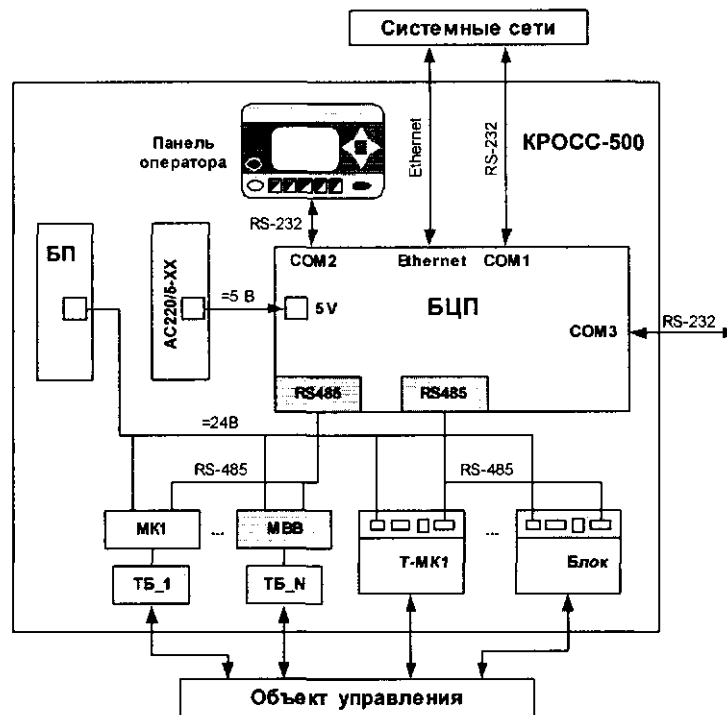 Системные сети
Панель
оператора
Ethernet
RS-232
КРОСС-500
RS-232
БП
AC220/5-XX
=5 В
COM2
Ethernet
COM1
5V
БЦП
COM3
RS-232
RS485
RS485
=24В
RS-485
RS-485
МК1
...
МВВ
Т-МК1
...
Блок
ТБ_1
ТБ_N
Объект управления